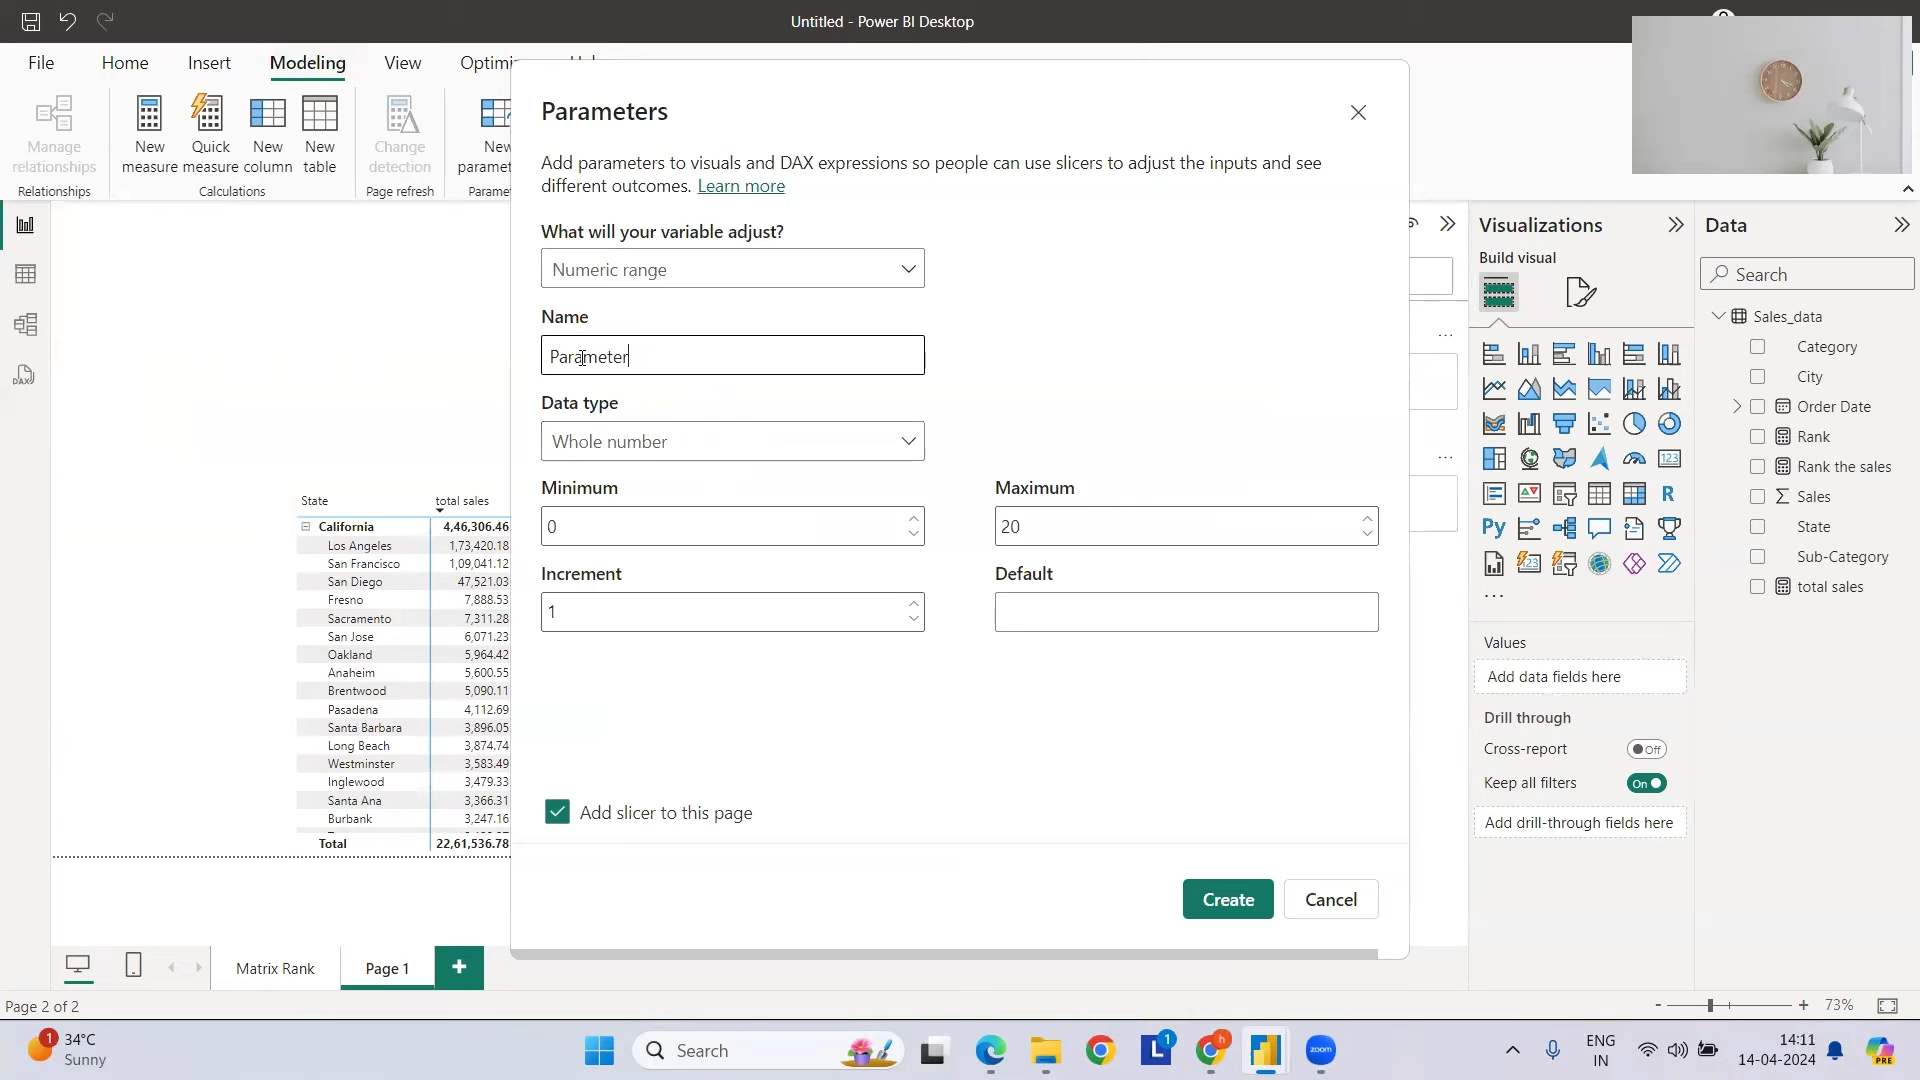 Untitled - Power BI Desktop
File
Home
Insert
Modeling
View
Optimi
Manage relationships
New measure
Quick measure
New column
New table
Change detection
New
paramet
Relationships
Calculations
Page refresh
Parame
Parameters
Add parameters to visuals and DAX expressions so people can use slicers to adjust the inputs and see
different outcomes. Learn more
What will your variable adjust?
Numeric range
Name
Parameter
Data type
Whole number
Minimum
Maximum
0
20
Increment
Default
1
Add slicer to this page
Create
Cancel
State total sales
California 4,46,306.46
Los Angeles 1,73,420.18
San Francisco 1,09,041.12
San Diego 47,521.03
Fresno 7,888.53
Sacramento 7,311.28
San Jose 6,071.23
Oakland 5,964.42
Anaheim 5,600.55
Brentwood 5,090.11
Pasadena 4,112.69
Santa Barbara 3,896.05
Long Beach 3,874.74
Westminster 3,583.49
Inglewood 3,479.33
Santa Ana 3,366.31
Burbank 3,247.16
Total 22,61,536.78
Visualizations
Build visual
123
R
Py
...
Values
Add data fields here
Drill through
Cross-report
Off
Keep all filters
On
Add drill-through fields here
Data
Search
Sales_data
Category
City
Order Date
Rank
Rank the sales
Sales
State
Sub-Category
total sales
DAX
Matrix Rank
Page 1
+
Page 2 of 2
- + 73%
1
34°C
Sunny
Search
L
1
h
zoom
ENG
IN
14:11
14-04-2024
PRE